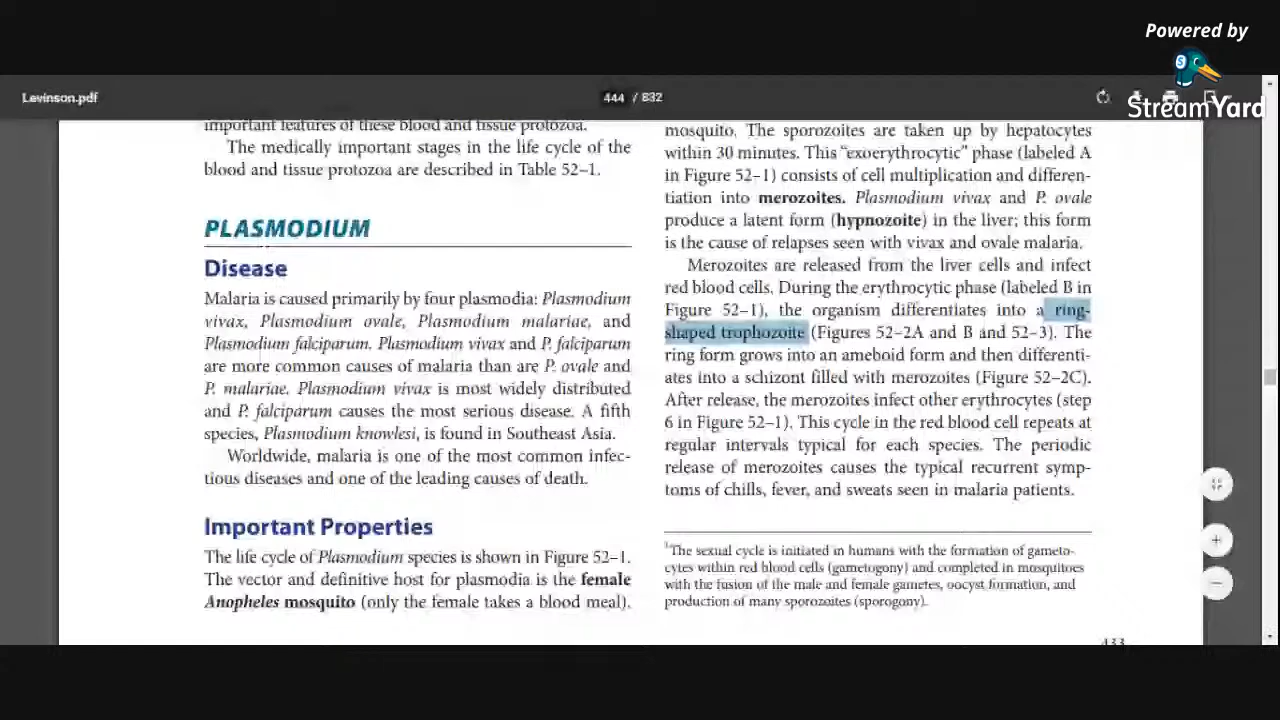 Powered by
StreamYard
Levinson.pdf
444 / 832
important features of these blood and tissue protozoa.
The medically important stages in the life cycle of the
blood and tissue protozoa are described in Table 52–1.
PLASMODIUM
Disease
Malaria is caused primarily by four plasmodia: Plasmodium
vivax, Plasmodium ovale, Plasmodium malariae, and
Plasmodium falciparum. Plasmodium vivax and P. falciparum
are more common causes of malaria than are P. ovale and
P. malariae. Plasmodium vivax is most widely distributed
and P. falciparum causes the most serious disease. A fifth
species, Plasmodium knowlesi, is found in Southeast Asia.
Worldwide, malaria is one of the most common infec-
tious diseases and one of the leading causes of death.
Important Properties
The life cycle of Plasmodium species is shown in Figure 52–1.
The vector and definitive host for plasmodia is the female
Anopheles mosquito (only the female takes a blood meal).
mosquito. The sporozoites are taken up by hepatocytes
within 30 minutes. This “exoerythrocytic” phase (labeled A
in Figure 52–1) consists of cell multiplication and differen-
tiation into merozoites. Plasmodium vivax and P. ovale
produce a latent form (hypnozoite) in the liver; this form
is the cause of relapses seen with vivax and ovale malaria.
Merozoites are released from the liver cells and infect
red blood cells. During the erythrocytic phase (labeled B in
Figure 52–1), the organism differentiates into a ring-
shaped trophozoite (Figures 52–2A and B and 52–3). The
ring form grows into an ameboid form and then differenti-
ates into a schizont filled with merozoites (Figure 52–2C).
After release, the merozoites infect other erythrocytes (step
6 in Figure 52–1). This cycle in the red blood cell repeats at
regular intervals typical for each species. The periodic
release of merozoites causes the typical recurrent symp-
toms of chills, fever, and sweats seen in malaria patients.
1The sexual cycle is initiated in humans with the formation of gameto-
cytes within red blood cells (gametogony) and completed in mosquitoes
with the fusion of the male and female gametes, oocyst formation, and
production of many sporozoites (sporogony).
433